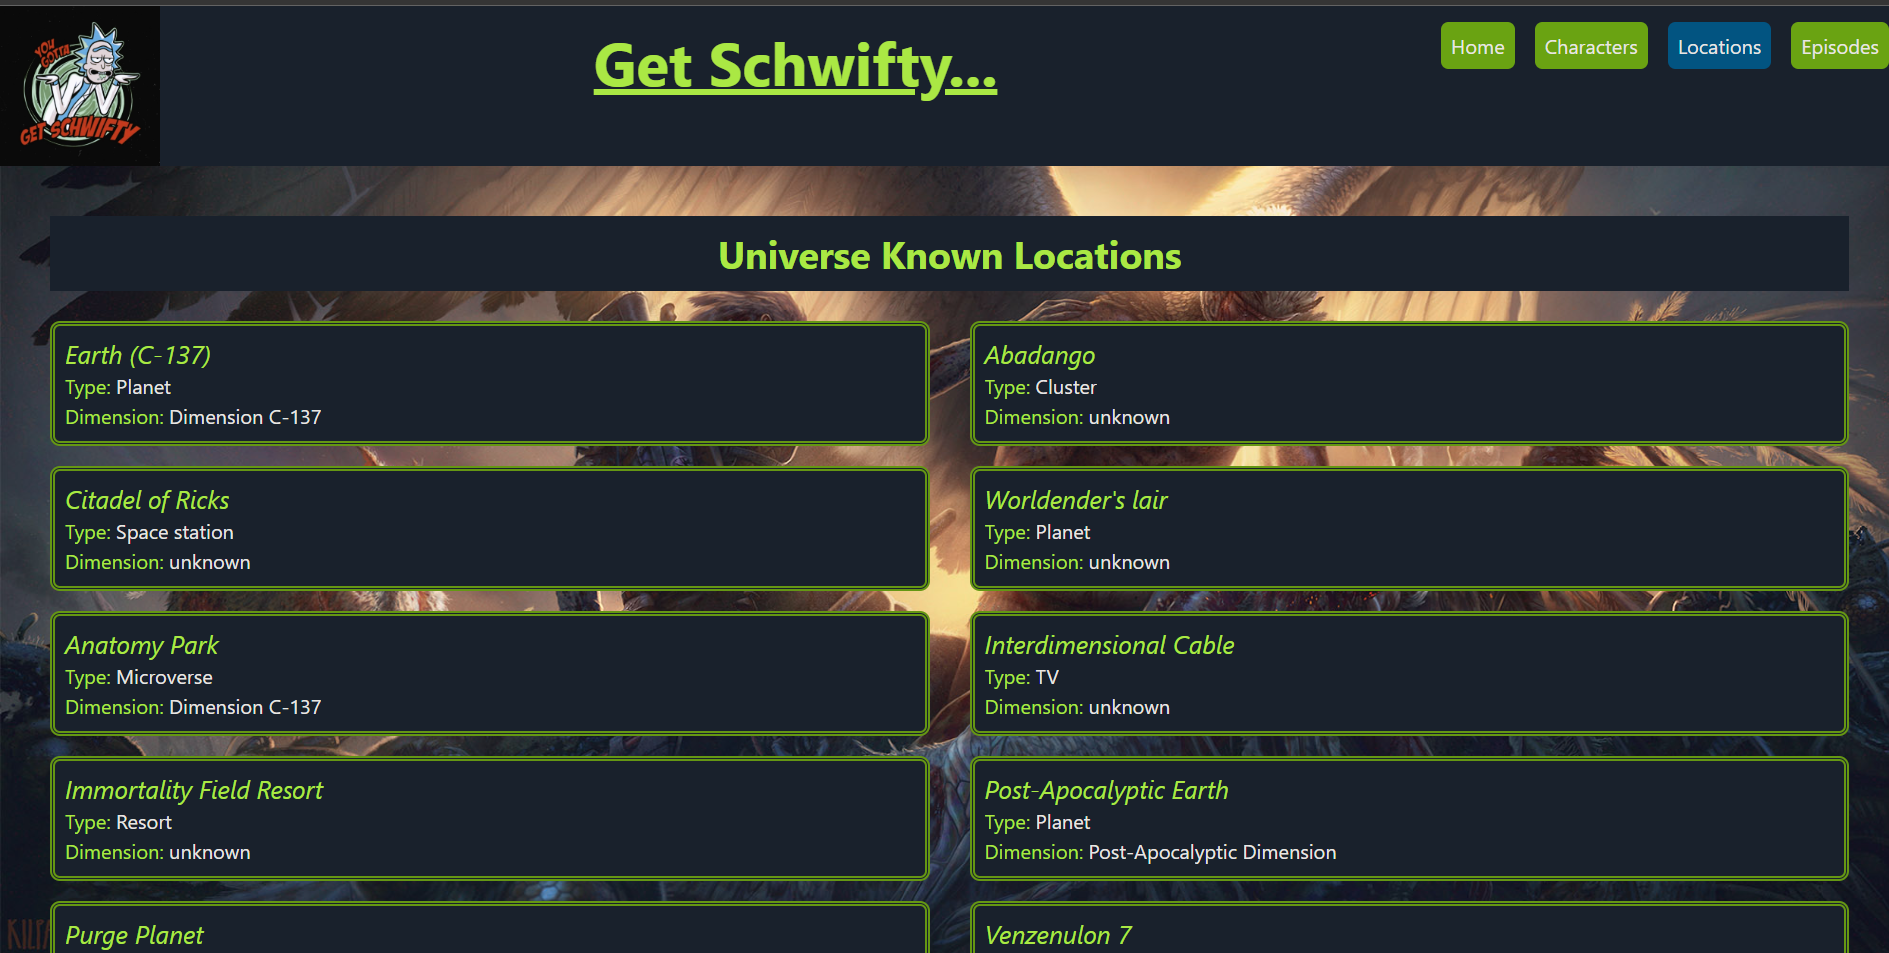 YOU
GOTTA
GET SCHWIFTY
Get Schwifty...
Home
Characters
Locations
Episodes
Universe Known Locations
Earth (C-137)
Type: Planet
Dimension: Dimension C-137
Abadango
Type: Cluster
Dimension: unknown
Citadel of Ricks
Type: Space station
Dimension: unknown
Worldender's lair
Type: Planet
Dimension: unknown
Anatomy Park
Type: Microverse
Dimension: Dimension C-137
Interdimensional Cable
Type: TV
Dimension: unknown
Immortality Field Resort
Type: Resort
Dimension: unknown
Post-Apocalyptic Earth
Type: Planet
Dimension: Post-Apocalyptic Dimension
Purge Planet
Venzenulon 7